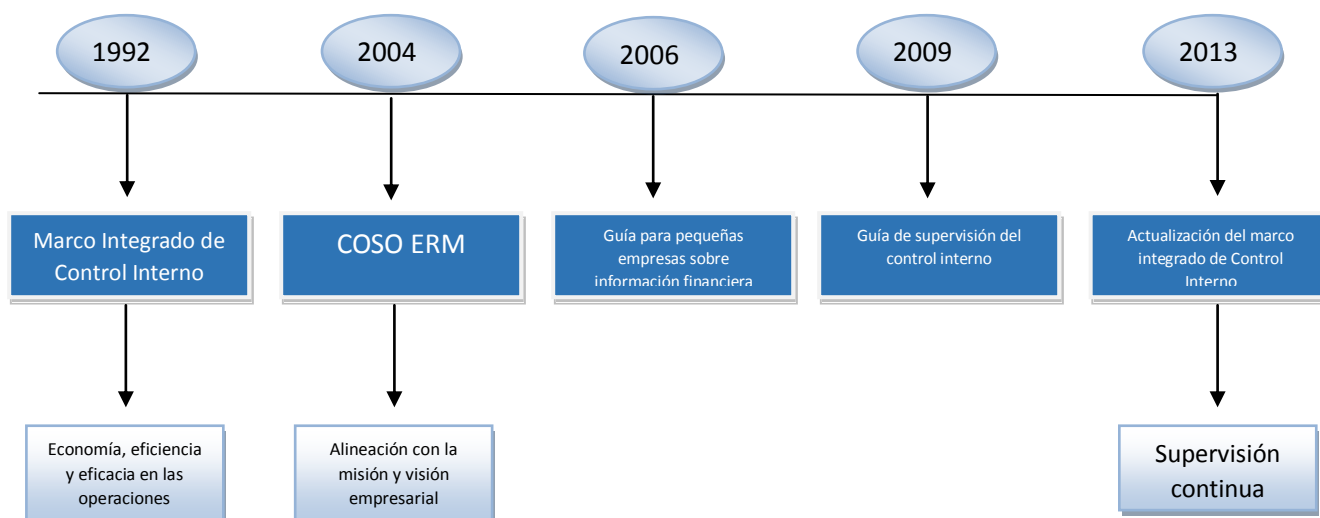 1992
2004
2006
2009
2013
Marco Integrado de
Control Interno
COSO ERM
Guía para pequeñas
empresas sobre
información financiera
Guía de supervisión del
control interno
Actualización del marco
integrado de Control
Interno
Economía, eficiencia
y eficacia en las
operaciones
Alineación con la
misión y visión
empresarial
Supervisión
continua